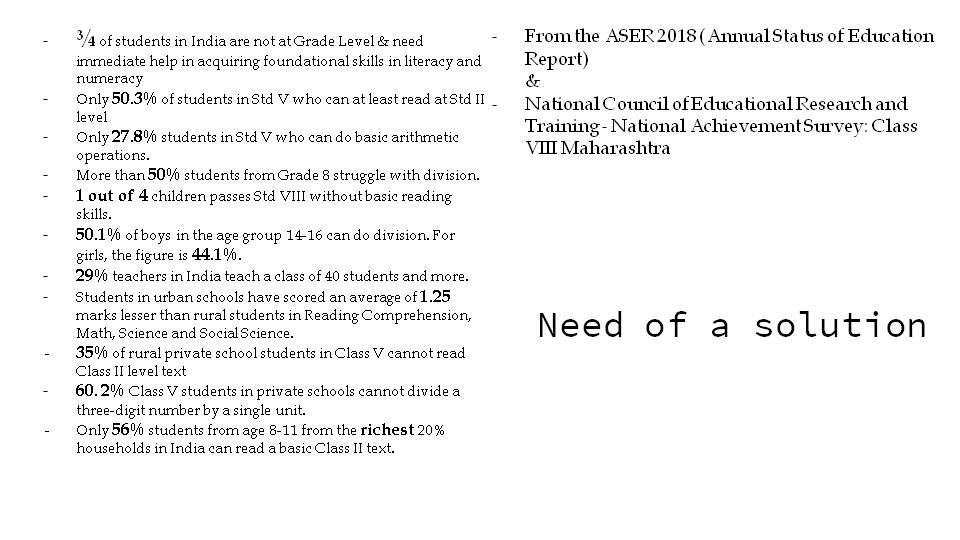 - ¾ of students in India are not at Grade Level & need
immediate help in acquiring foundational skills in literacy and
numeracy
- Only 50.3% of students in Std V who can at least read at Std II
level
- Only 27.8% students in Std V who can do basic arithmetic
operations.
- More than 50% students from Grade 8 struggle with division.
- 1 out of 4 children passes Std VIII without basic reading
skills.
- 50.1% of boys in the age group 14-16 can do division. For
girls, the figure is 44.1%.
- 29% teachers in India teach a class of 40 students and more.
- Students in urban schools have scored an average of 1.25
marks lesser than rural students in Reading Comprehension,
Math, Science and Social Science.
- 35% of rural private school students in Class V cannot read
Class II level text
- 60.2% Class V students in private schools cannot divide a
three-digit number by a single unit.
- Only 56% students from age 8-11 from the richest 20%
households in India can read a basic Class II text.
- From the ASER 2018 ( Annual Status of Education
Report)
&
- National Council of Educational Research and
Training - National Achievement Survey: Class
VIII Maharashtra
Need of a solution